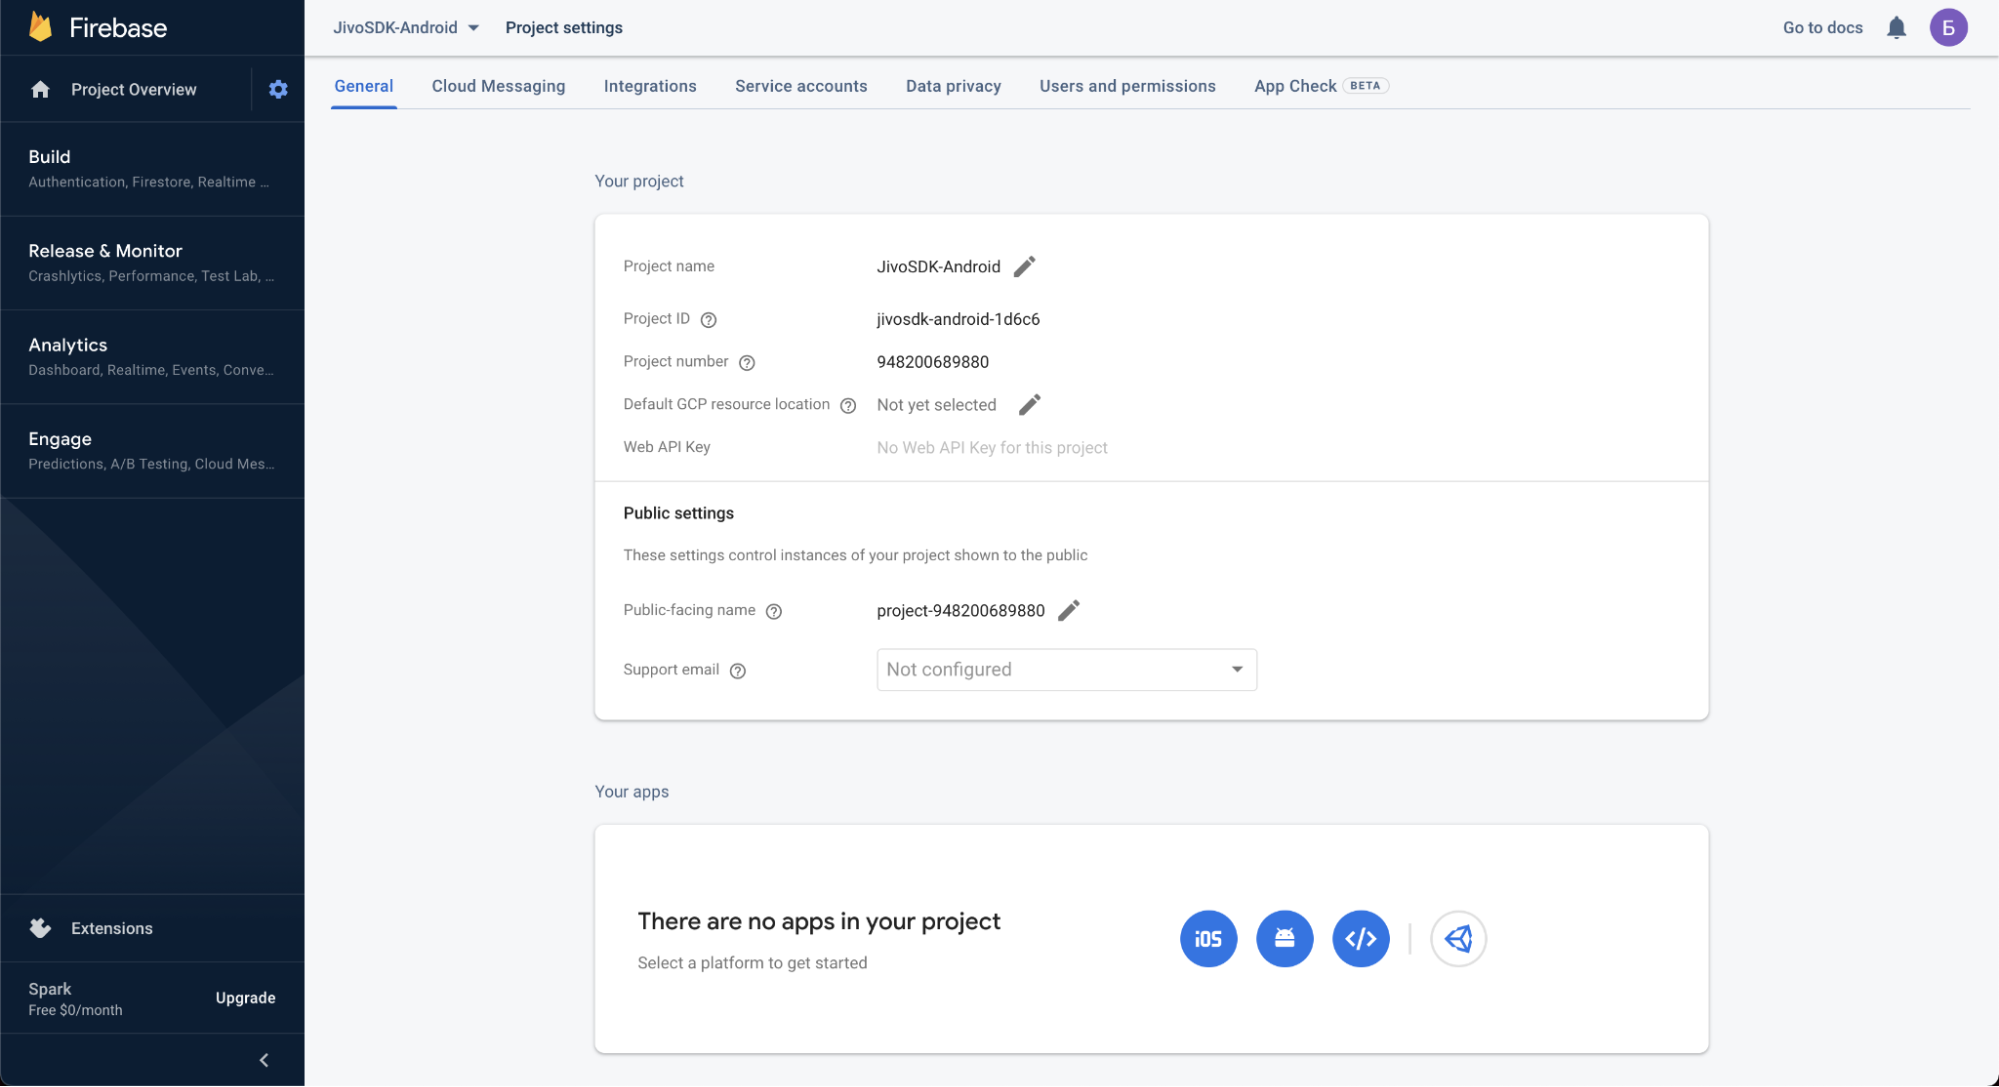 Firebase
JivoSDK-Android
Project settings
Go to docs
Б
Project Overview
General
Cloud Messaging
Integrations
Service accounts
Data privacy
Users and permissions
App Check BETA
Build
Authentication, Firestore, Realtime ...
Release & Monitor
Crashlytics, Performance, Test Lab, ...
Analytics
Dashboard, Realtime, Events, Conve...
Engage
Predictions, A/B Testing, Cloud Mes...
Extensions
Spark
Free $0/month
Upgrade
Your project
Project name
JivoSDK-Android
Project ID
jivosdk-android-1d6c6
Project number
948200689880
Default GCP resource location
Not yet selected
Web API Key
No Web API Key for this project
Public settings
These settings control instances of your project shown to the public
Public-facing name
project-948200689880
Support email
Not configured
Your apps
There are no apps in your project
Select a platform to get started
iOS